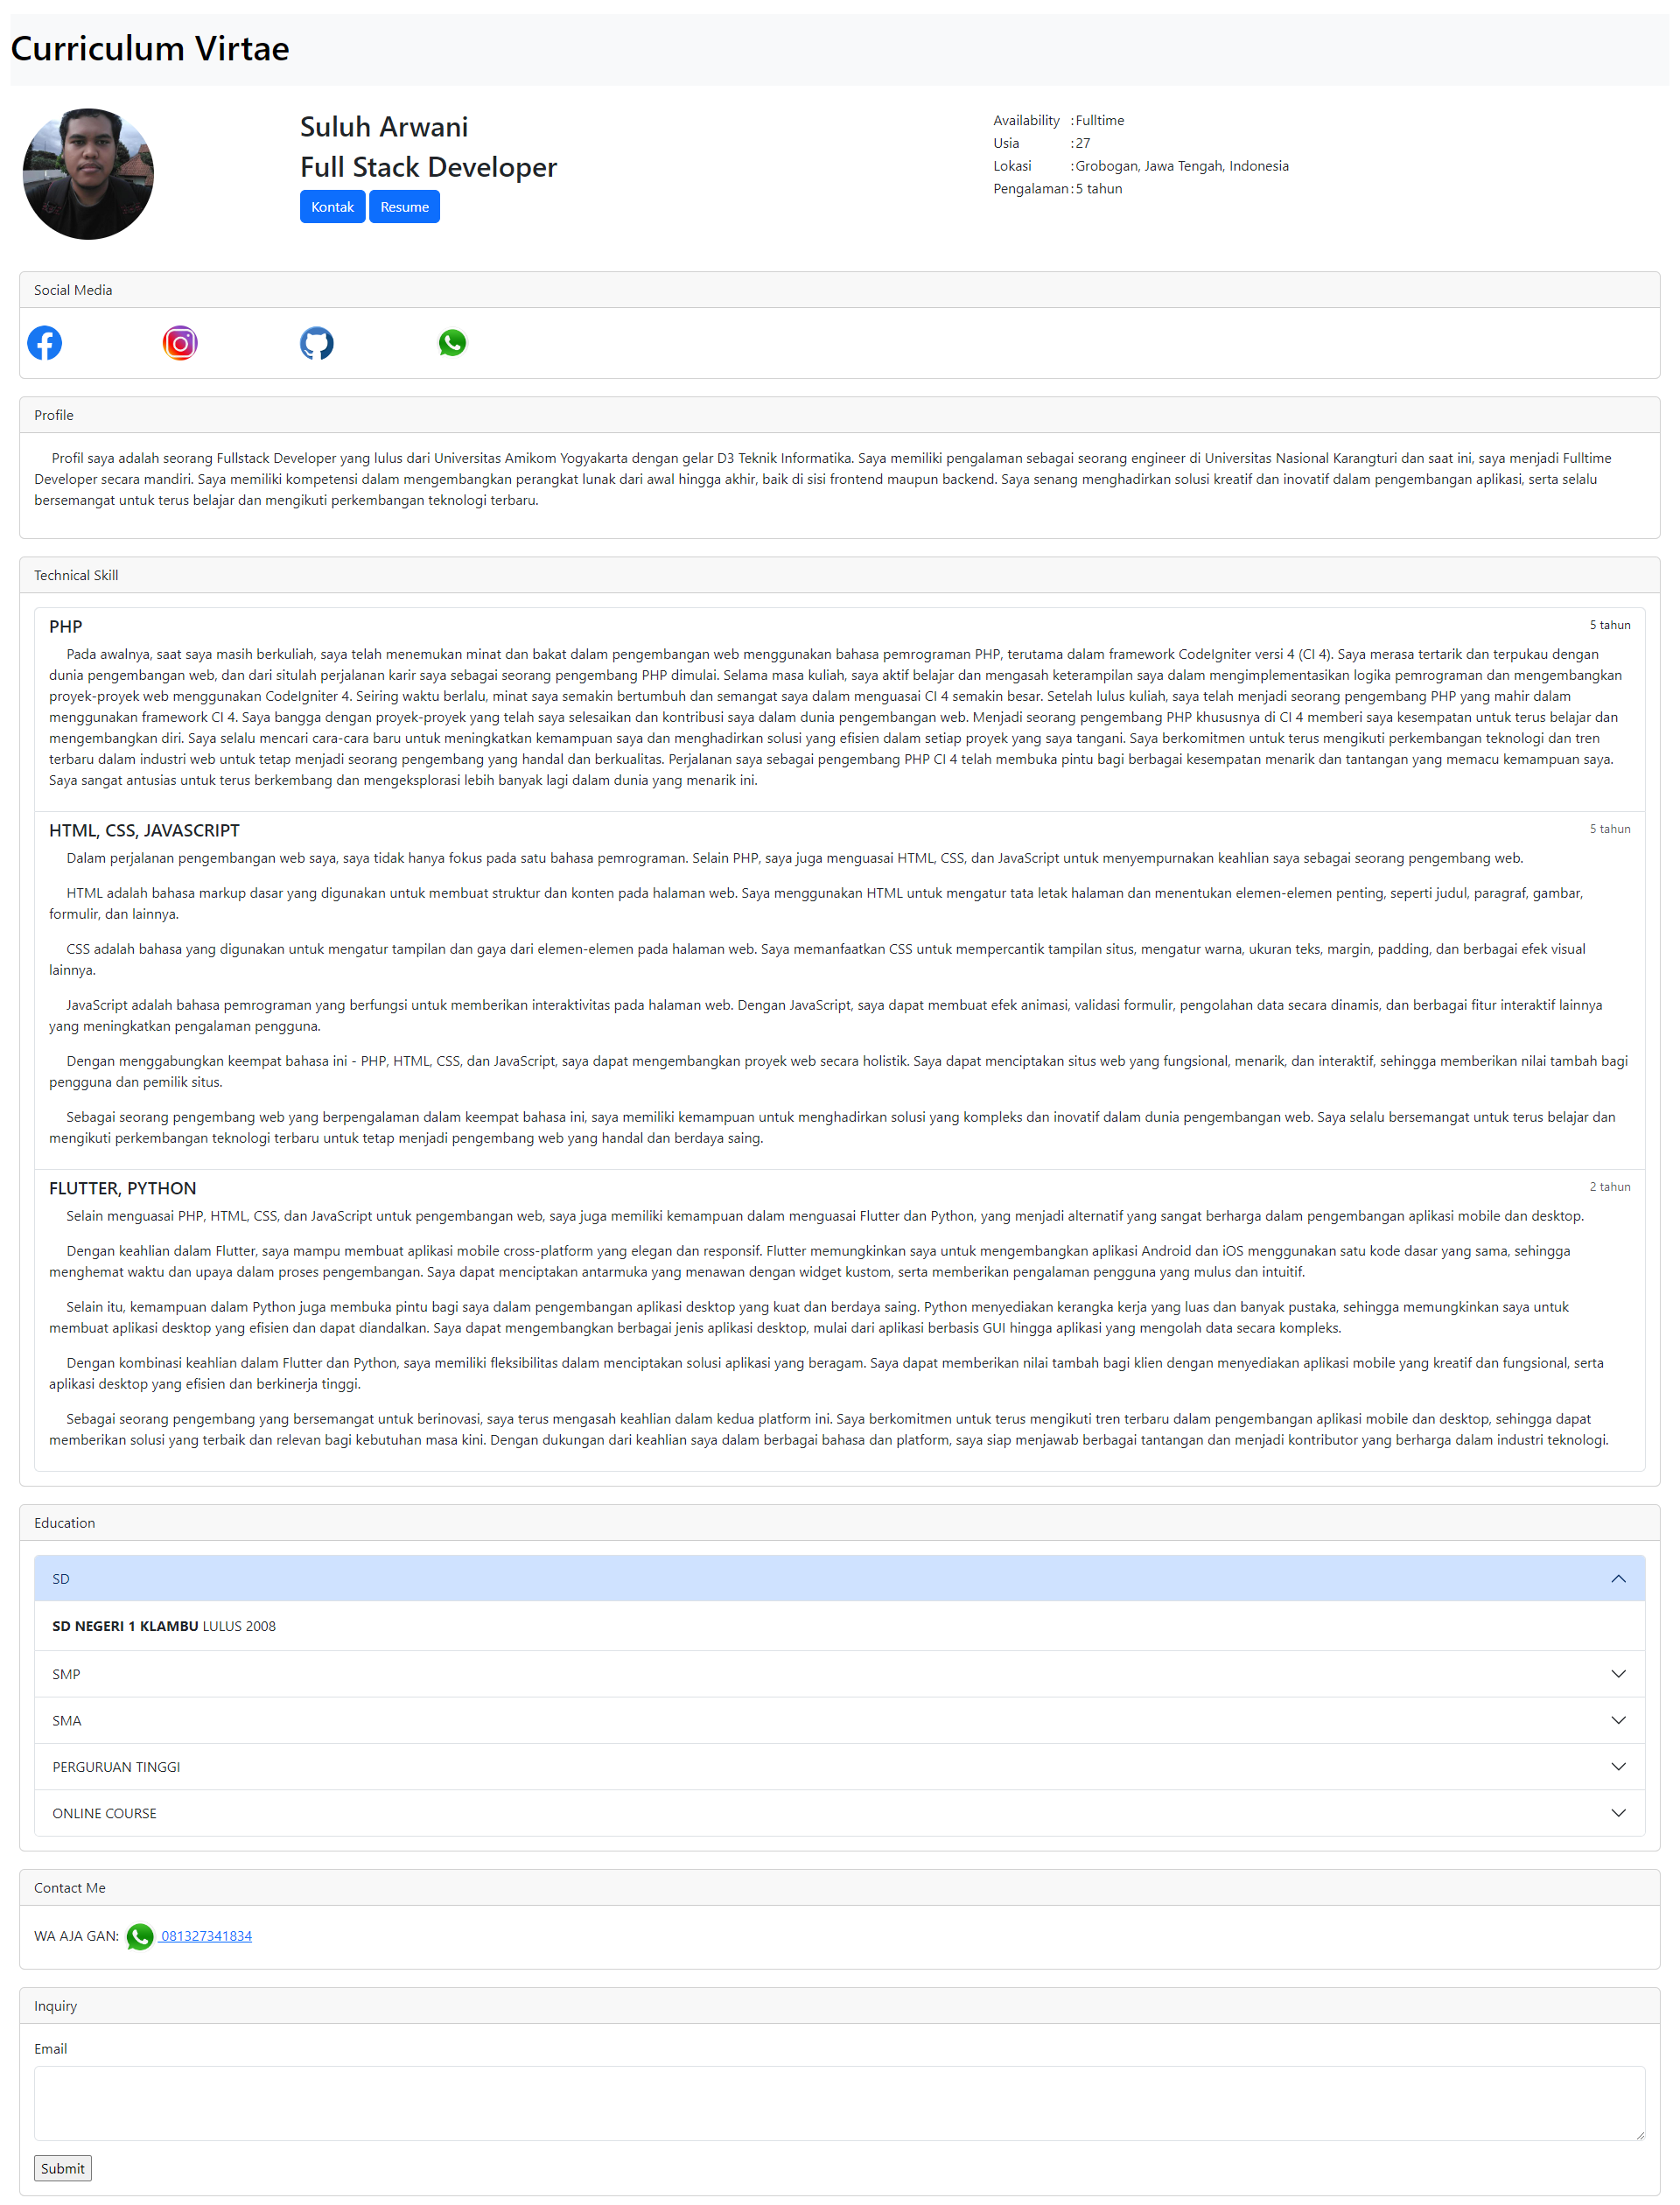 Curriculum Virtae
Suluh Arwani
Full Stack Developer
Kontak Resume
Availability :Fulltime
Usia :27
Lokasi :Grobogan, Jawa Tengah, Indonesia
Pengalaman:5 tahun
Social Media
Profile
Profil saya adalah seorang Fullstack Developer yang lulus dari Universitas Amikom Yogyakarta dengan gelar D3 Teknik Informatika. Saya memiliki pengalaman sebagai seorang engineer di Universitas Nasional Karangturi dan saat ini, saya menjadi Fulltime
Developer secara mandiri. Saya memiliki kompetensi dalam mengembangkan perangkat lunak dari awal hingga akhir, baik di sisi frontend maupun backend. Saya senang menghadirkan solusi kreatif dan inovatif dalam pengembangan aplikasi, serta selalu
bersemangat untuk terus belajar dan mengikuti perkembangan teknologi terbaru.
Technical Skill
PHP 5 tahun
Pada awalnya, saat saya masih berkuliah, saya telah menemukan minat dan bakat dalam pengembangan web menggunakan bahasa pemrograman PHP, terutama dalam framework CodeIgniter versi 4 (CI 4). Saya merasa tertarik dan terpukau dengan
dunia pengembangan web, dan dari situlah perjalanan karir saya sebagai seorang pengembang PHP dimulai. Selama masa kuliah, saya aktif belajar dan mengasah keterampilan saya dalam mengimplementasikan logika pemrograman dan mengembangkan
proyek-proyek web menggunakan CodeIgniter 4. Seiring waktu berlalu, minat saya semakin bertumbuh dan semangat saya dalam menguasai CI 4 semakin besar. Setelah lulus kuliah, saya telah menjadi seorang pengembang PHP yang mahir dalam
menggunakan framework CI 4. Saya bangga dengan proyek-proyek yang telah saya selesaikan dan kontribusi saya dalam dunia pengembangan web. Menjadi seorang pengembang PHP khususnya di CI 4 memberi saya kesempatan untuk terus belajar dan
mengembangkan diri. Saya selalu mencari cara-cara baru untuk meningkatkan kemampuan saya dan menghadirkan solusi yang efisien dalam setiap proyek yang saya tangani. Saya berkomitmen untuk terus mengikuti perkembangan teknologi dan tren
terbaru dalam industri web untuk tetap menjadi seorang pengembang yang handal dan berkualitas. Perjalanan saya sebagai pengembang PHP CI 4 telah membuka pintu bagi berbagai kesempatan menarik dan tantangan yang memacu kemampuan saya.
Saya sangat antusias untuk terus berkembang dan mengeksplorasi lebih banyak lagi dalam dunia yang menarik ini.
HTML, CSS, JAVASCRIPT 5 tahun
Dalam perjalanan pengembangan web saya, saya tidak hanya fokus pada satu bahasa pemrograman. Selain PHP, saya juga menguasai HTML, CSS, dan JavaScript untuk menyempurnakan keahlian saya sebagai seorang pengembang web.
HTML adalah bahasa markup dasar yang digunakan untuk membuat struktur dan konten pada halaman web. Saya menggunakan HTML untuk mengatur tata letak halaman dan menentukan elemen-elemen penting, seperti judul, paragraf, gambar,
formulir, dan lainnya.
CSS adalah bahasa yang digunakan untuk mengatur tampilan dan gaya dari elemen-elemen pada halaman web. Saya memanfaatkan CSS untuk mempercantik tampilan situs, mengatur warna, ukuran teks, margin, padding, dan berbagai efek visual
lainnya.
JavaScript adalah bahasa pemrograman yang berfungsi untuk memberikan interaktivitas pada halaman web. Dengan JavaScript, saya dapat membuat efek animasi, validasi formulir, pengolahan data secara dinamis, dan berbagai fitur interaktif lainnya
yang meningkatkan pengalaman pengguna.
Dengan menggabungkan keempat bahasa ini - PHP, HTML, CSS, dan JavaScript, saya dapat mengembangkan proyek web secara holistik. Saya dapat menciptakan situs web yang fungsional, menarik, dan interaktif, sehingga memberikan nilai tambah bagi
pengguna dan pemilik situs.
Sebagai seorang pengembang web yang berpengalaman dalam keempat bahasa ini, saya memiliki kemampuan untuk menghadirkan solusi yang kompleks dan inovatif dalam dunia pengembangan web. Saya selalu bersemangat untuk terus belajar dan
mengikuti perkembangan teknologi terbaru untuk tetap menjadi pengembang web yang handal dan berdaya saing.
FLUTTER, PYTHON 2 tahun
Selain menguasai PHP, HTML, CSS, dan JavaScript untuk pengembangan web, saya juga memiliki kemampuan dalam menguasai Flutter dan Python, yang menjadi alternatif yang sangat berharga dalam pengembangan aplikasi mobile dan desktop.
Dengan keahlian dalam Flutter, saya mampu membuat aplikasi mobile cross-platform yang elegan dan responsif. Flutter memungkinkan saya untuk mengembangkan aplikasi Android dan iOS menggunakan satu kode dasar yang sama, sehingga
menghemat waktu dan upaya dalam proses pengembangan. Saya dapat menciptakan antarmuka yang menawan dengan widget kustom, serta memberikan pengalaman pengguna yang mulus dan intuitif.
Selain itu, kemampuan dalam Python juga membuka pintu bagi saya dalam pengembangan aplikasi desktop yang kuat dan berdaya saing. Python menyediakan kerangka kerja yang luas dan banyak pustaka, sehingga memungkinkan saya untuk
membuat aplikasi desktop yang efisien dan dapat diandalkan. Saya dapat mengembangkan berbagai jenis aplikasi desktop, mulai dari aplikasi berbasis GUI hingga aplikasi yang mengolah data secara kompleks.
Dengan kombinasi keahlian dalam Flutter dan Python, saya memiliki fleksibilitas dalam menciptakan solusi aplikasi yang beragam. Saya dapat memberikan nilai tambah bagi klien dengan menyediakan aplikasi mobile yang kreatif dan fungsional, serta
aplikasi desktop yang efisien dan berkinerja tinggi.
Sebagai seorang pengembang yang bersemangat untuk berinovasi, saya terus mengasah keahlian dalam kedua platform ini. Saya berkomitmen untuk terus mengikuti tren terbaru dalam pengembangan aplikasi mobile dan desktop, sehingga dapat
memberikan solusi yang terbaik dan relevan bagi kebutuhan masa kini. Dengan dukungan dari keahlian saya dalam berbagai bahasa dan platform, saya siap menjawab berbagai tantangan dan menjadi kontributor yang berharga dalam industri teknologi.
Education
SD
SD NEGERI 1 KLAMBU LULUS 2008
SMP
SMA
PERGURUAN TINGGI
ONLINE COURSE
Contact Me
WA AJA GAN: 081327341834
Inquiry
Email
Submit